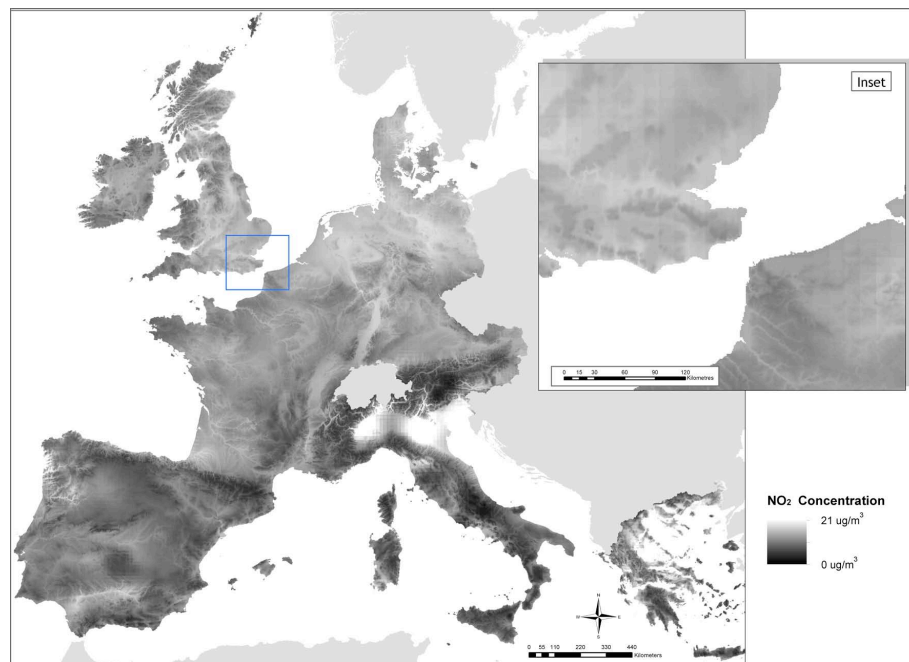 Inset
0 15 30 60 90 120
Kilometres
NO₂ Concentration
21 ug/m³
0 ug/m³
N
W E
S
0 55 110 220 330 440
Kilometers